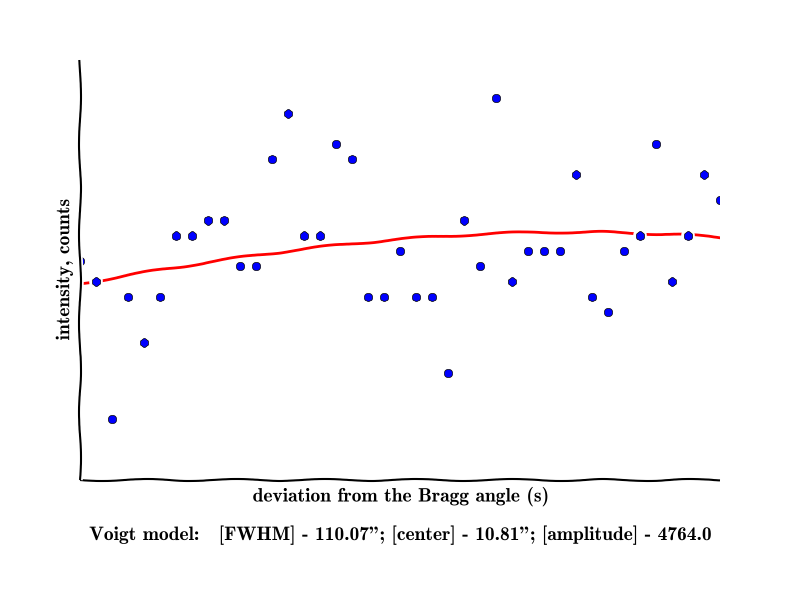 intensity, counts
deviation from the Bragg angle (s)
Voigt model: [FWHM] - 110.07”; [center] - 10.81”; [amplitude] - 4764.0